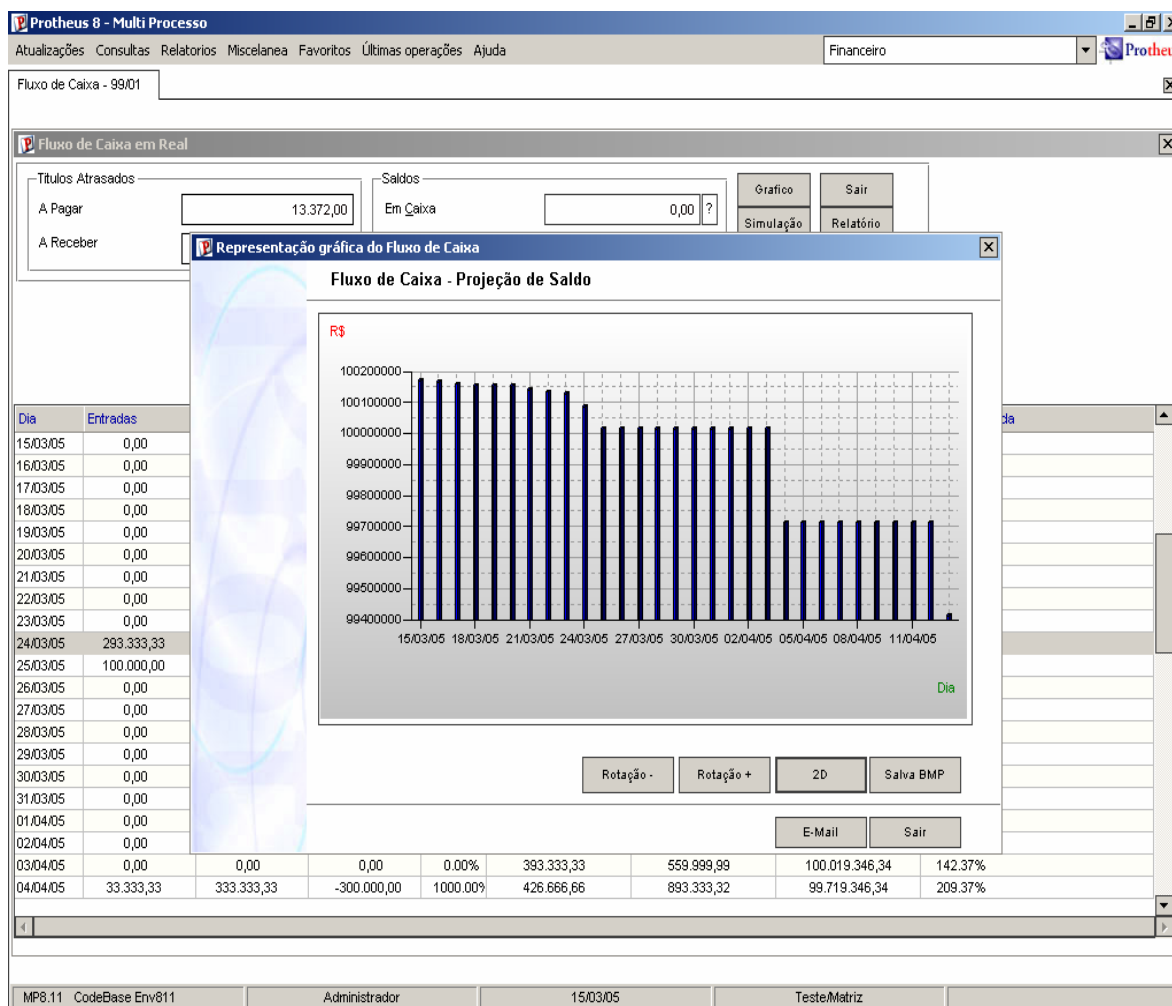 Protheus 8 - Multi Processo
Atualizações Consultas Relatorios Miscelanea Favoritos Últimas operações Ajuda Financeiro Protheus
Fluxo de Caixa - 99/01
Fluxo de Caixa em Real
Titulos Atrasados Saldos
A Pagar 13.372,00 Em Caixa 0,00 ? Grafico Sair
A Receber Simulação Relatório
Representação gráfica do Fluxo de Caixa
Fluxo de Caixa - Projeção de Saldo
R$
100200000
100100000
100000000
99900000
99800000
99700000
99600000
99500000
99400000
15/03/05 18/03/05 21/03/05 24/03/05 27/03/05 30/03/05 02/04/05 05/04/05 08/04/05 11/04/05
Dia
Rotação - Rotação + 2D Salva BMP
E-Mail Sair
Dia Entradas da
15/03/05 0,00
16/03/05 0,00
17/03/05 0,00
18/03/05 0,00
19/03/05 0,00
20/03/05 0,00
21/03/05 0,00
22/03/05 0,00
23/03/05 0,00
24/03/05 293.333,33
25/03/05 100.000,00
26/03/05 0,00
27/03/05 0,00
28/03/05 0,00
29/03/05 0,00
30/03/05 0,00
31/03/05 0,00
01/04/05 0,00
02/04/05 0,00
03/04/05 0,00 0,00 0,00 0.00% 393.333,33 559.999,99 100.019.346,34 142.37%
04/04/05 33.333,33 333.333,33 -300.000,00 1000.00% 426.666,66 893.333,32 99.719.346,34 209.37%
MP8.11 CodeBase Env811 Administrador 15/03/05 Teste/Matriz